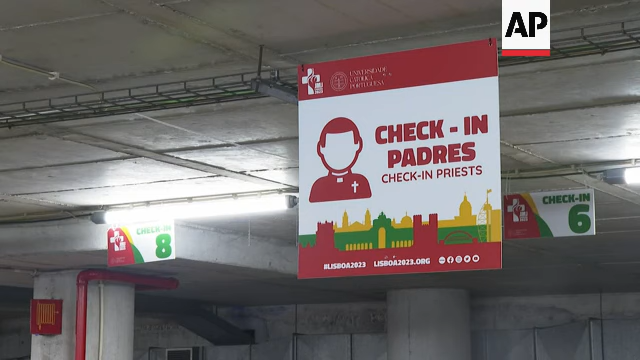 AP
UNIVERSIDADE
CATÓLICA
PORTUGUESA
CHECK - IN
PADRES
CHECK-IN PRIESTS
#LISBOA2023
LISBOA2023.ORG
CHECK-IN
8
CHECK-IN
6